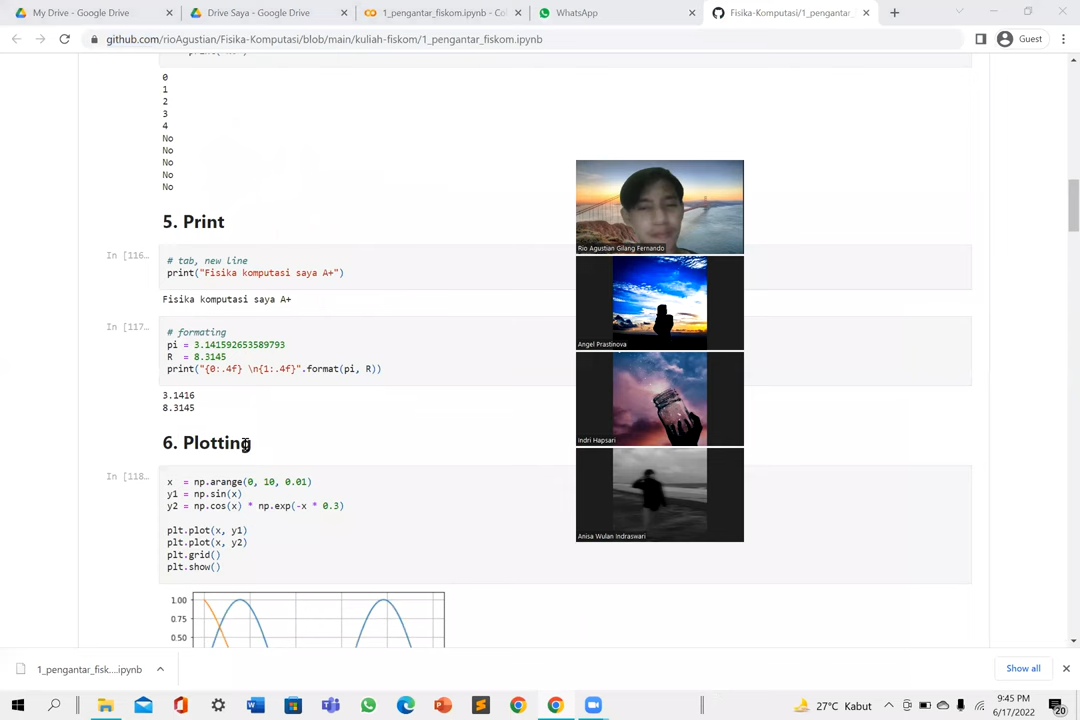 My Drive - Google Drive
Drive Saya - Google Drive
1_pengantar_fiskom.ipynb - Col
WhatsApp
Fisika-Komputasi/1_pengantar_
github.com/rioAgustian/Fisika-Komputasi/blob/main/kuliah-fiskom/1_pengantar_fiskom.ipynb
Guest
0
1
2
3
4
No
No
No
No
No
5. Print
In [116...
# tab, new line
print("Fisika komputasi saya A+")
Fisika komputasi saya A+
In [117...
# formating
pi = 3.141592653589793
R = 8.3145
print("{0:.4f} \n{1:.4f}".format(pi, R))
3.1416
8.3145
6. Plotting
In [118...
x = np.arange(0, 10, 0.01)
y1 = np.sin(x)
y2 = np.cos(x) * np.exp(-x * 0.3)
plt.plot(x, y1)
plt.plot(x, y2)
plt.grid()
plt.show()
1.00
0.75
0.50
Rio Agustian Gilang Fernando
Angel Prastinova
Indri Hapsari
Anisa Wulan Indraswari
1_pengantar_fisk....ipynb
Show all
27°C Kabut
9:45 PM
6/17/2022
20